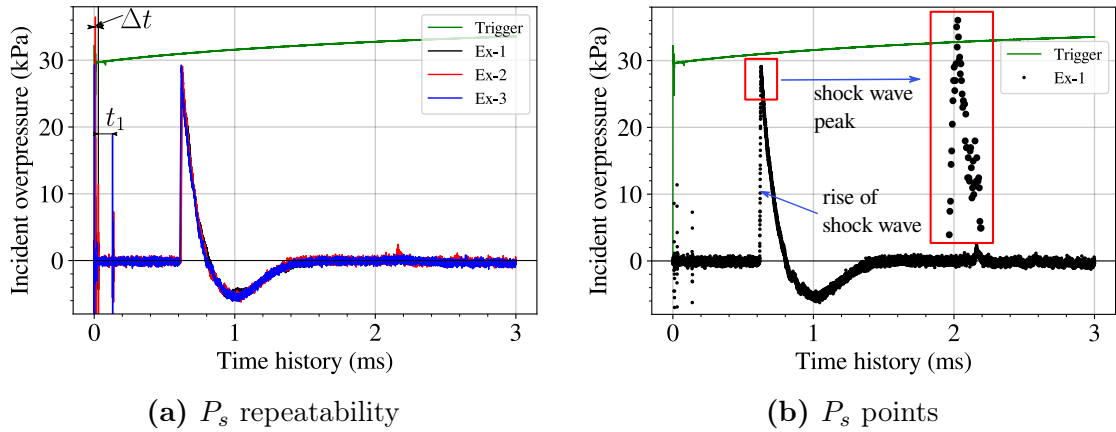 Δt
t₁
Trigger
Ex-1
Ex-2
Ex-3
Incident overpressure (kPa)
30
20
10
0
0
1
2
3
Time history (ms)
(a) Pₛ repeatability
Trigger
Ex-1
shock wave
peak
rise of
shock wave
Incident overpressure (kPa)
30
20
10
0
0
1
2
3
Time history (ms)
(b) Pₛ points